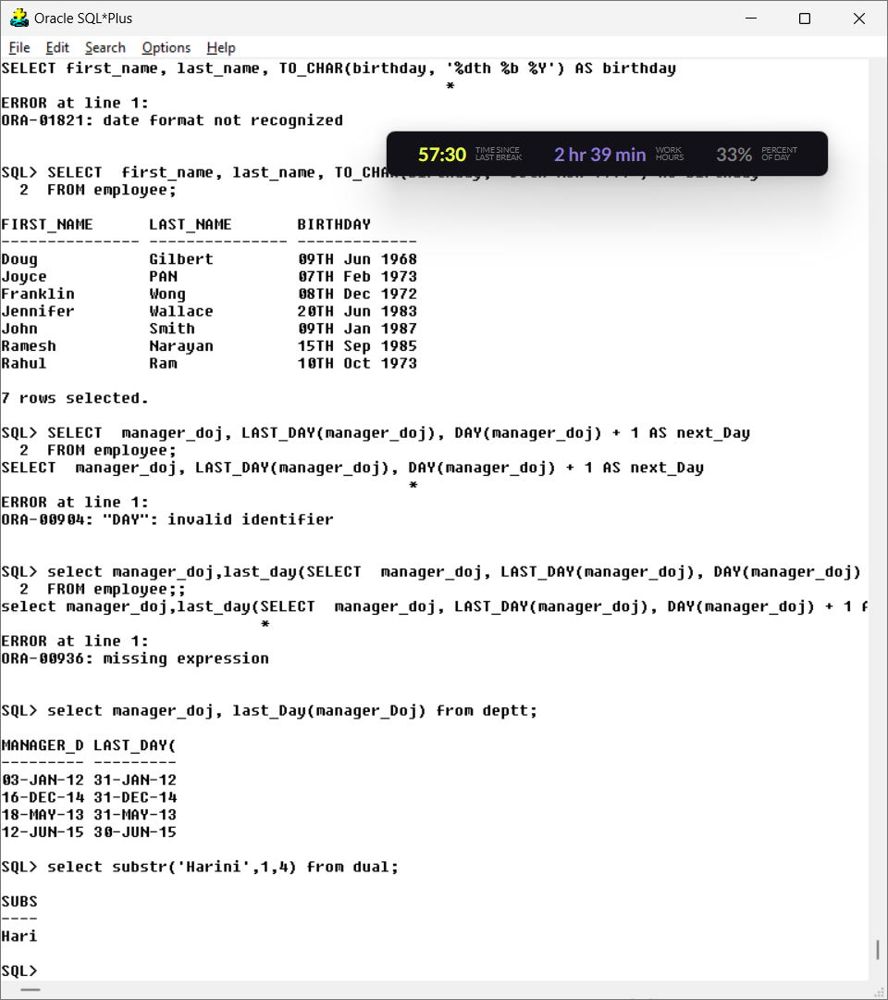 Oracle SQL*Plus
File Edit Search Options Help
SELECT first_name, last_name, TO_CHAR(birthday, '%dth %b %Y') AS birthday
*
ERROR at line 1:
ORA-01821: date format not recognized
57:30 TIME SINCE LAST BREAK 2 hr 39 min WORK HOURS 33% PERCENT OF DAY
SQL> SELECT  first_name, last_name, TO_CHAR(
2  FROM employee;
FIRST_NAME      LAST_NAME       BIRTHDAY
--------------- --------------- -------------
Doug            Gilbert         09TH Jun 1968
Joyce           PAN             07TH Feb 1973
Franklin        Wong            08TH Dec 1972
Jennifer        Wallace         20TH Jun 1983
John            Smith           09TH Jan 1987
Ramesh          Narayan         15TH Sep 1985
Rahul           Ram             10TH Oct 1973
7 rows selected.
SQL> SELECT  manager_doj, LAST_DAY(manager_doj), DAY(manager_doj) + 1 AS next_Day
2  FROM employee;
SELECT  manager_doj, LAST_DAY(manager_doj), DAY(manager_doj) + 1 AS next_Day
*
ERROR at line 1:
ORA-00904: "DAY": invalid identifier
SQL> select manager_doj,last_day(SELECT  manager_doj, LAST_DAY(manager_doj), DAY(manager_doj)
2  FROM employee;;
select manager_doj,last_day(SELECT  manager_doj, LAST_DAY(manager_doj), DAY(manager_doj) + 1
*
ERROR at line 1:
ORA-00936: missing expression
SQL> select manager_doj, last_Day(manager_Doj) from deptt;
MANAGER_D LAST_DAY(
--------- ---------
03-JAN-12 31-JAN-12
16-DEC-14 31-DEC-14
18-MAY-13 31-MAY-13
12-JUN-15 30-JUN-15
SQL> select substr('Harini',1,4) from dual;
SUBS
----
Hari
SQL>